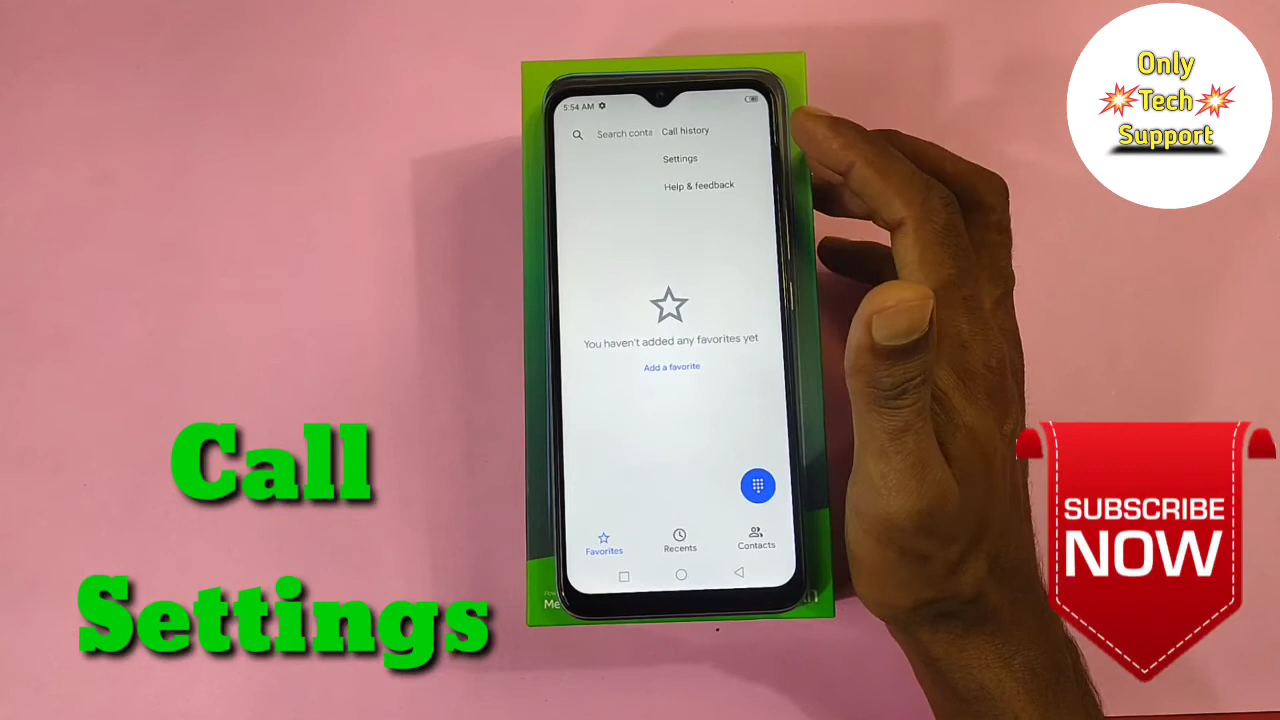 Only
Tech
Support
5:54 AM
Search conta
Call history
Settings
Help & feedback
You haven't added any favorites yet
Add a favorite
Favorites
Recents
Contacts
Call
Settings
SUBSCRIBE
NOW